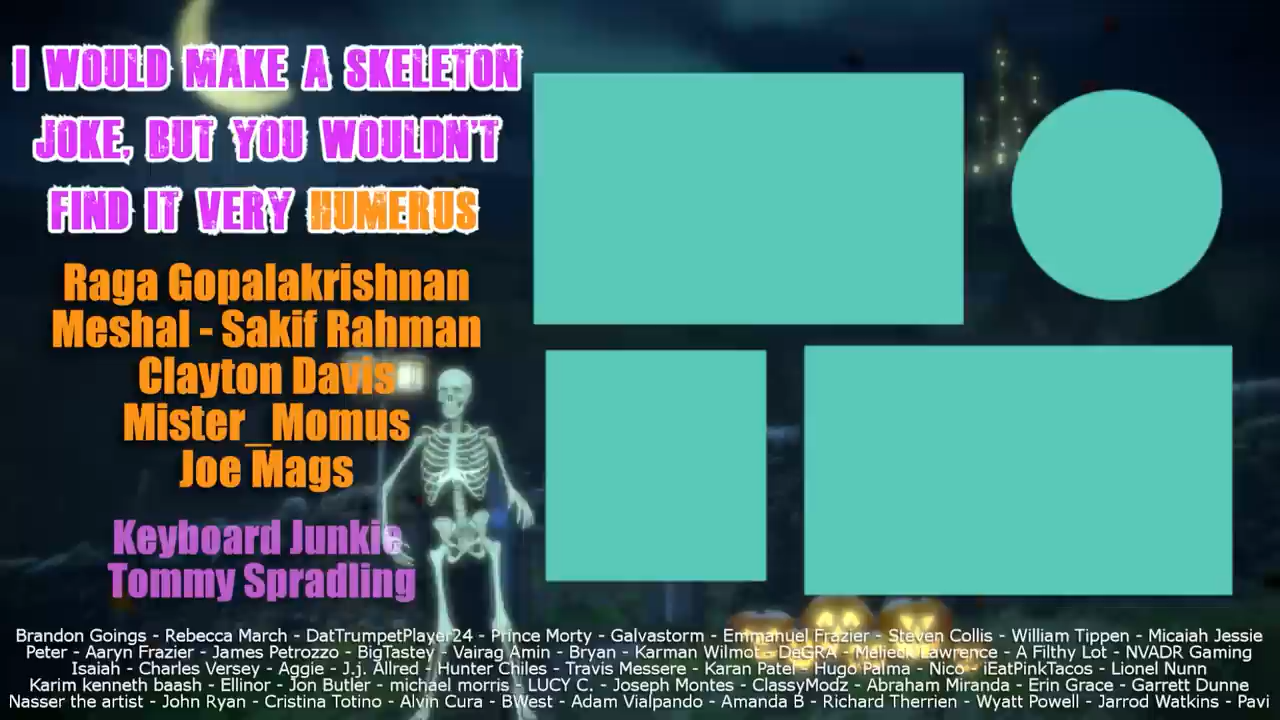 I WOULD MAKE A SKELETON
JOKE, BUT YOU WOULDN'T
FIND IT VERY HUMERUS
Raga Gopalakrishnan
Meshal - Sakif Rahman
Clayton Davis
Mister_Momus
Joe Mags
Keyboard Junkie
Tommy Spradling
Brandon Goings - Rebecca March - DatTrumpetPlayer24 - Prince Morty - Galvastorm - Emmanuel Frazier - Steven Collis - William Tippen - Micaiah Jessie
Peter - Aaryn Frazier - James Petrozzo - BigTastey - Vairag Amin - Bryan - Karman Wilmot - DeGRA - Melieck Lawrence - A Filthy Lot - NVADR Gaming
Isaiah - Charles Versey - Aggie - J.j. Allred - Hunter Chiles - Travis Messere - Karan Patel - Hugo Palma - Nico - iEatPinkTacos - Lionel Nunn
Karim kenneth baash - Ellinor - Jon Butler - michael morris - LUCY C. - Joseph Montes - ClassyModz - Abraham Miranda - Erin Grace - Garrett Dunne
Nasser the artist - John Ryan - Cristina Totino - Alvin Cura - BWest - Adam Vialpando - Amanda B - Richard Therrien - Wyatt Powell - Jarrod Watkins - Pavi